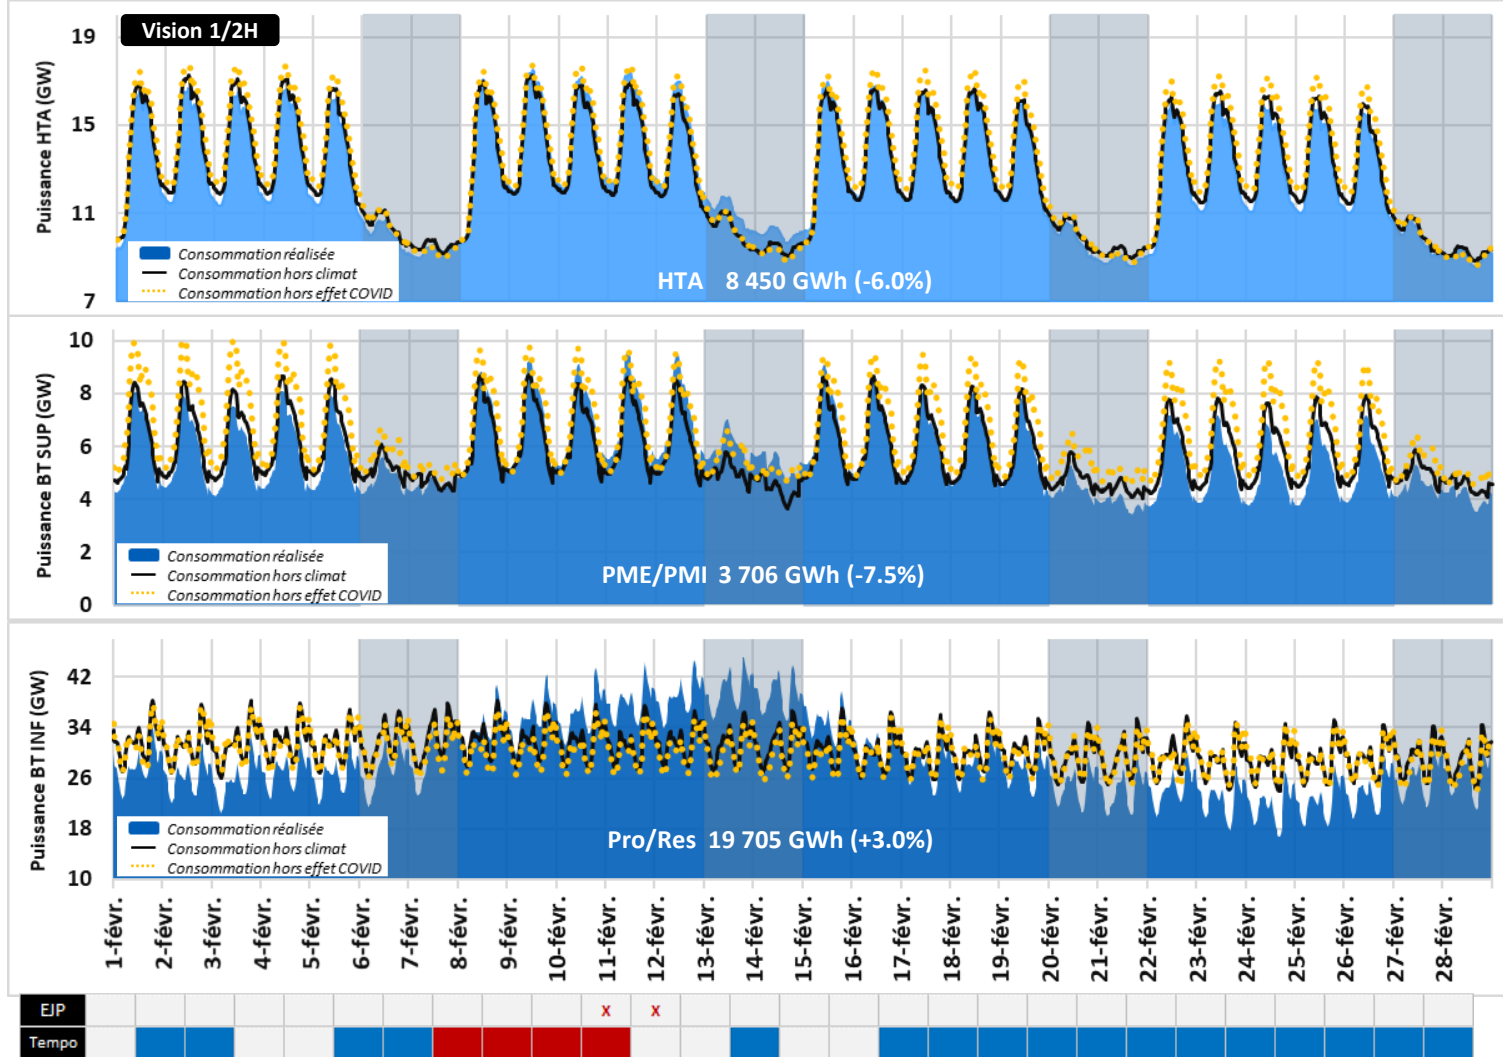 Vision 1/2H
Puissance HTA (GW)
19
15
11
7
Consommation réalisée
Consommation hors climat
Consommation hors effet COVID
HTA 8 450 GWh (-6.0%)
Puissance BT SUP (GW)
10
8
6
4
2
0
Consommation réalisée
Consommation hors climat
Consommation hors effet COVID
PME/PMI 3 706 GWh (-7.5%)
Puissance BT INF (GW)
42
34
26
18
10
Consommation réalisée
Consommation hors climat
Consommation hors effet COVID
Pro/Res 19 705 GWh (+3.0%)
1-févr.
2-févr.
3-févr.
4-févr.
5-févr.
6-févr.
7-févr.
8-févr.
9-févr.
10-févr.
11-févr.
12-févr.
13-févr.
14-févr.
15-févr.
16-févr.
17-févr.
18-févr.
19-févr.
20-févr.
21-févr.
22-févr.
23-févr.
24-févr.
25-févr.
26-févr.
27-févr.
28-févr.
EJP x x
Tempo